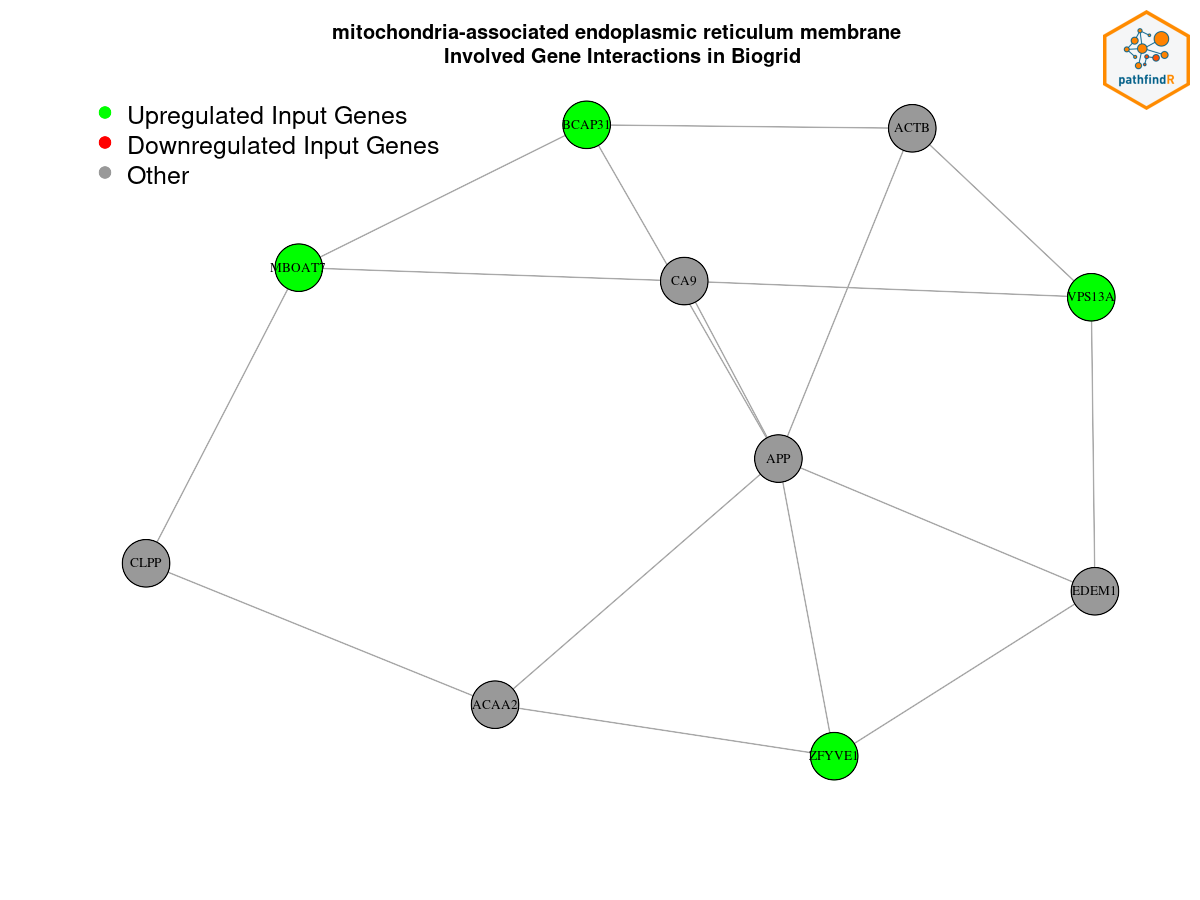 mitochondria-associated endoplasmic reticulum membrane
Involved Gene Interactions in Biogrid
pathfindR
Upregulated Input Genes
Downregulated Input Genes
Other
BCAP31
ACTB
MBOAT7
CA9
VPS13A
APP
CLPP
EDEM1
ACAA2
ZFYVE1